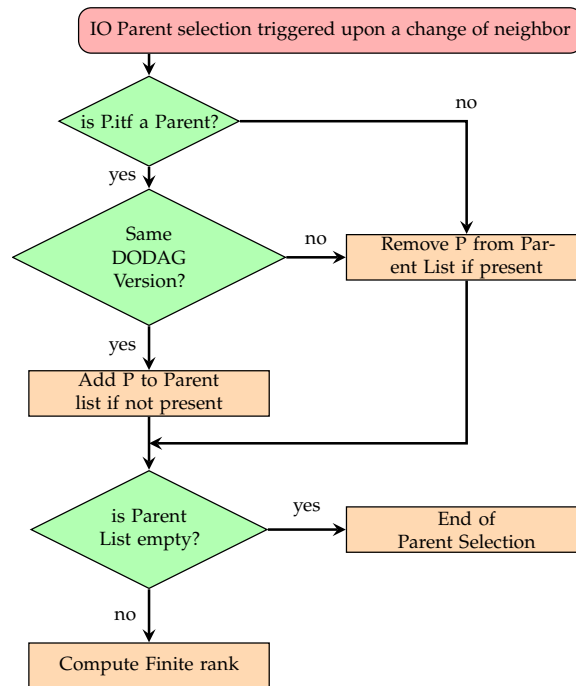 IO Parent selection triggered upon a change of neighbor
is P.itf a Parent?
no
yes
Same
DODAG
Version?
no
Remove P from Par-
ent List if present
yes
Add P to Parent
list if not present
is Parent
List empty?
yes
End of
Parent Selection
no
Compute Finite rank